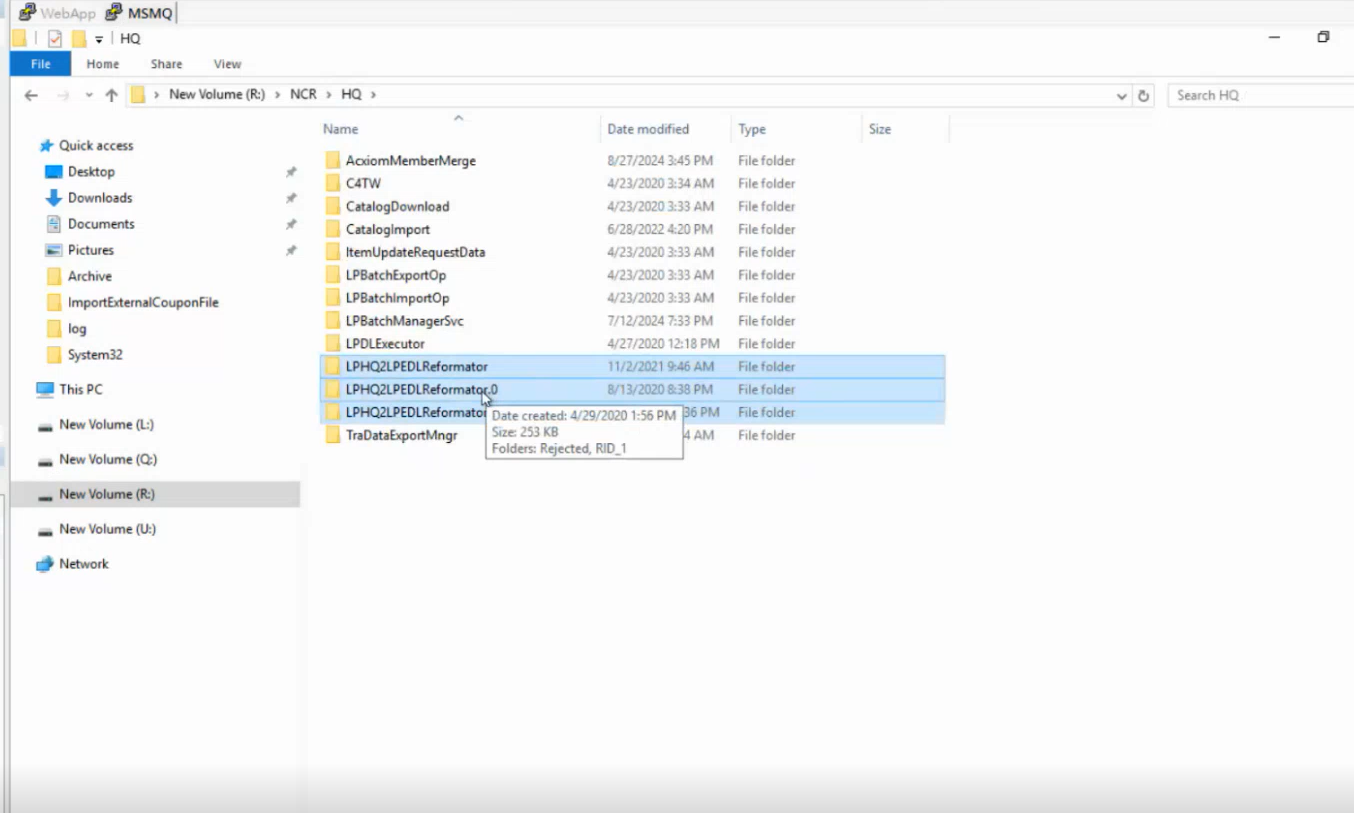 WebApp MSMQ
HQ
File Home Share View
New Volume (R:) NCR HQ
Search HQ
Name Date modified Type Size
Quick access
Desktop
Downloads
Documents
Pictures
Archive
ImportExternalCouponFile
log
System32
This PC
New Volume (L:)
New Volume (Q:)
New Volume (R:)
New Volume (U:)
Network
AcxiomMemberMerge 8/27/2024 3:45 PM File folder
C4TW 4/23/2020 3:34 AM File folder
CatalogDownload 4/23/2020 3:33 AM File folder
CatalogImport 6/28/2022 4:20 PM File folder
ItemUpdateRequestData 4/23/2020 3:33 AM File folder
LPBatchExportOp 4/23/2020 3:33 AM File folder
LPBatchImportOp 4/23/2020 3:33 AM File folder
LPBatchManagerSvc 7/12/2024 7:33 PM File folder
LPDLExecutor 4/27/2020 12:18 PM File folder
LPHQ2LPEDLReformator 11/2/2021 9:46 AM File folder
LPHQ2LPEDLReformator.0 8/13/2020 8:38 PM File folder
LPHQ2LPEDLReformator 36 PM File folder
TraDataExportMngr 4 AM File folder
Date created: 4/29/2020 1:56 PM
Size: 253 KB
Folders: Rejected, RID_1